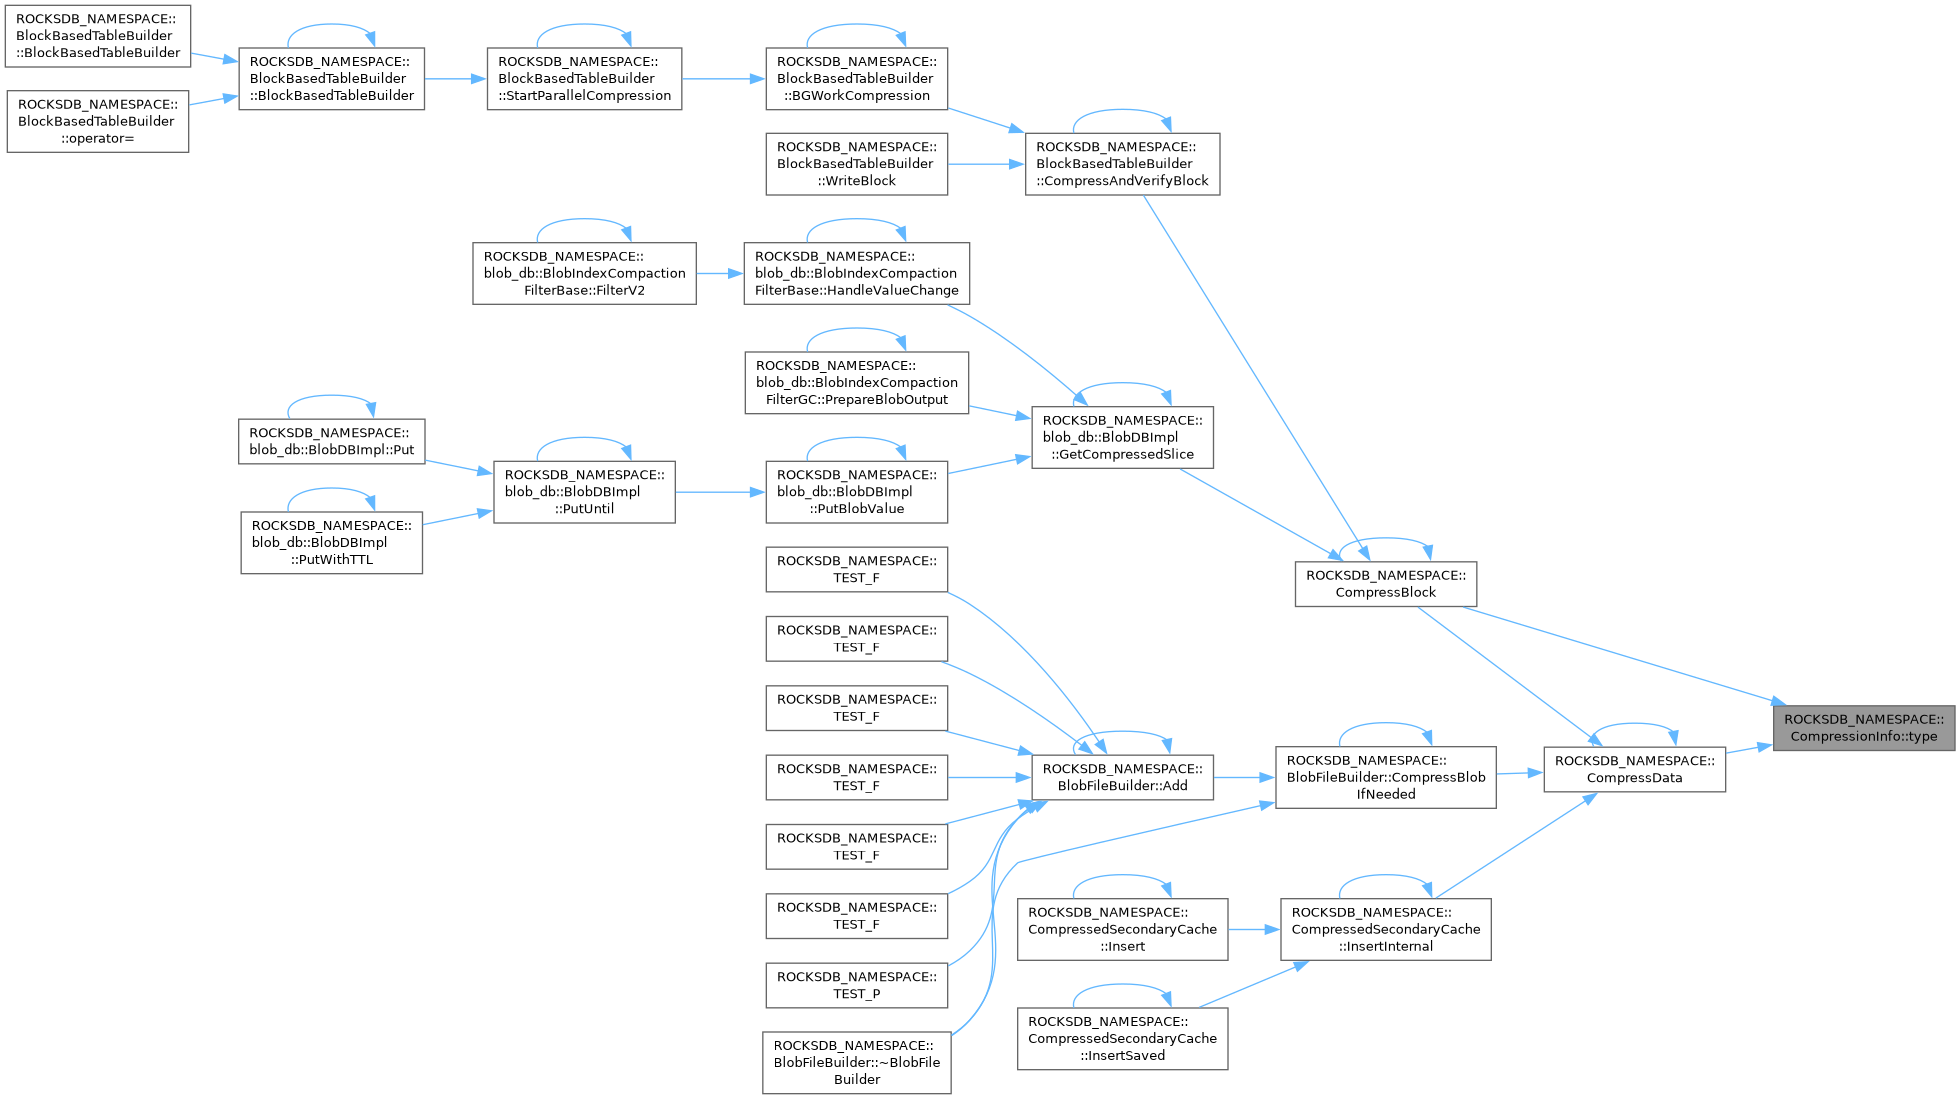 ROCKSDB_NAMESPACE::
BlockBasedTableBuilder
::BlockBasedTableBuilder
ROCKSDB_NAMESPACE::
BlockBasedTableBuilder
::operator=
ROCKSDB_NAMESPACE::
BlockBasedTableBuilder
::BlockBasedTableBuilder
ROCKSDB_NAMESPACE::
BlockBasedTableBuilder
::StartParallelCompression
ROCKSDB_NAMESPACE::
BlockBasedTableBuilder
::BGWorkCompression
ROCKSDB_NAMESPACE::
BlockBasedTableBuilder
::WriteBlock
ROCKSDB_NAMESPACE::
BlockBasedTableBuilder
::CompressAndVerifyBlock
ROCKSDB_NAMESPACE::
blob_db::BlobIndexCompaction
FilterBase::FilterV2
ROCKSDB_NAMESPACE::
blob_db::BlobIndexCompaction
FilterBase::HandleValueChange
ROCKSDB_NAMESPACE::
blob_db::BlobIndexCompaction
FilterGC::PrepareBlobOutput
ROCKSDB_NAMESPACE::
blob_db::BlobDBImpl
::GetCompressedSlice
ROCKSDB_NAMESPACE::
blob_db::BlobDBImpl::Put
ROCKSDB_NAMESPACE::
blob_db::BlobDBImpl
::PutWithTTL
ROCKSDB_NAMESPACE::
blob_db::BlobDBImpl
::PutUntil
ROCKSDB_NAMESPACE::
blob_db::BlobDBImpl
::PutBlobValue
ROCKSDB_NAMESPACE::
CompressBlock
ROCKSDB_NAMESPACE::
TEST_F
ROCKSDB_NAMESPACE::
TEST_F
ROCKSDB_NAMESPACE::
TEST_F
ROCKSDB_NAMESPACE::
TEST_F
ROCKSDB_NAMESPACE::
TEST_F
ROCKSDB_NAMESPACE::
TEST_F
ROCKSDB_NAMESPACE::
TEST_P
ROCKSDB_NAMESPACE::
BlobFileBuilder::~BlobFile
Builder
ROCKSDB_NAMESPACE::
BlobFileBuilder::Add
ROCKSDB_NAMESPACE::
BlobFileBuilder::CompressBlob
IfNeeded
ROCKSDB_NAMESPACE::
CompressData
ROCKSDB_NAMESPACE::
CompressionInfo::type
ROCKSDB_NAMESPACE::
CompressedSecondaryCache
::Insert
ROCKSDB_NAMESPACE::
CompressedSecondaryCache
::InsertInternal
ROCKSDB_NAMESPACE::
CompressedSecondaryCache
::InsertSaved